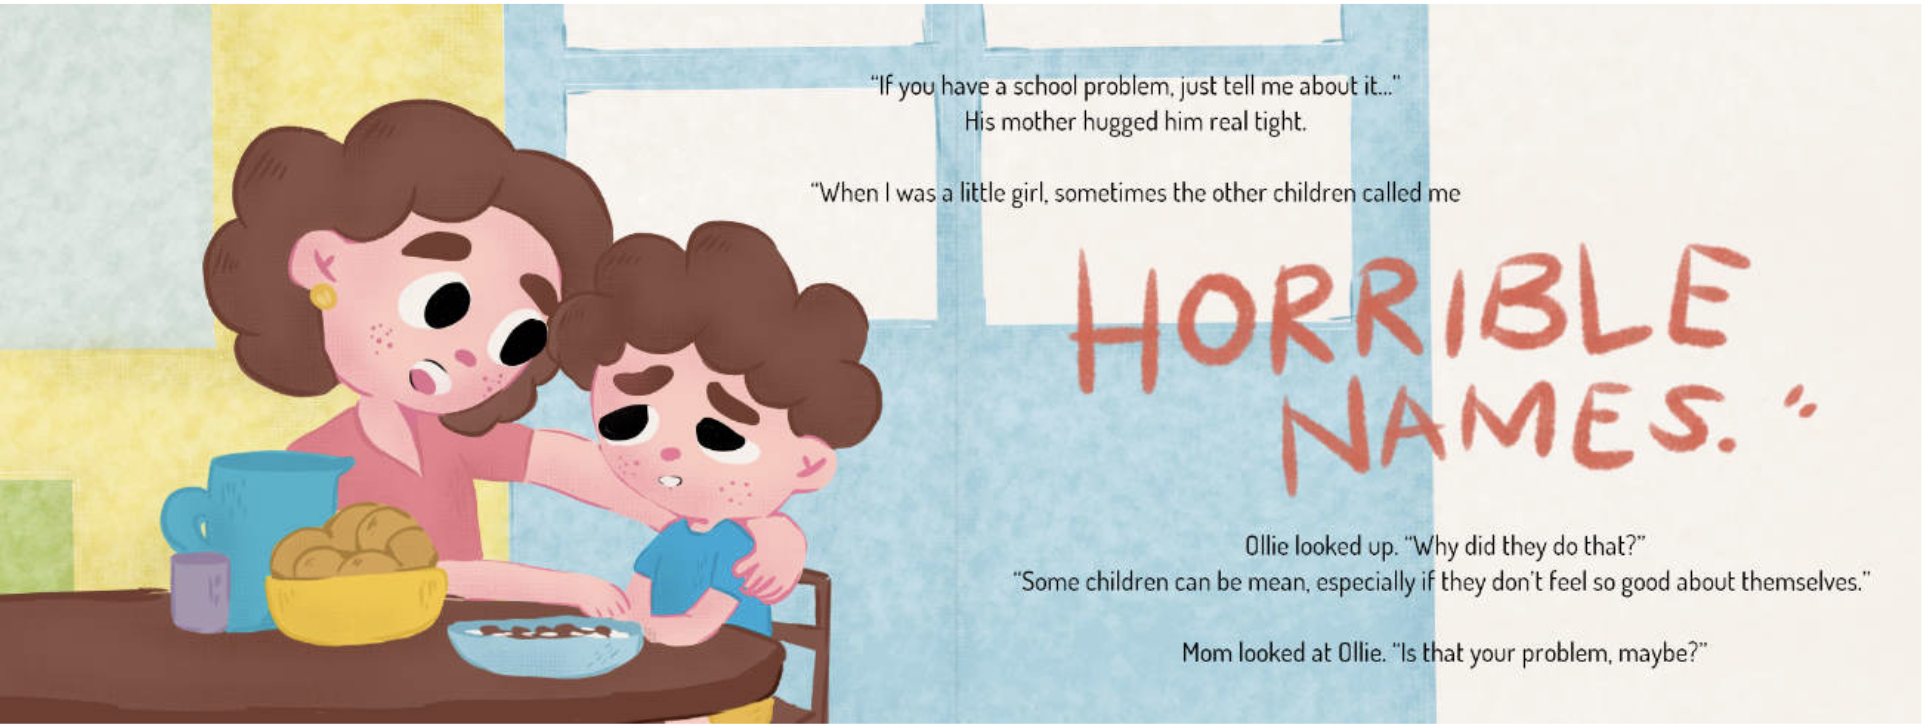 “If you have a school problem, just tell me about it...”
His mother hugged him real tight.
“When I was a little girl, sometimes the other children called me
HORRIBLE
NAMES.”
Ollie looked up. “Why did they do that?”
“Some children can be mean, especially if they don’t feel so good about themselves.”
Mom looked at Ollie. “Is that your problem, maybe?”